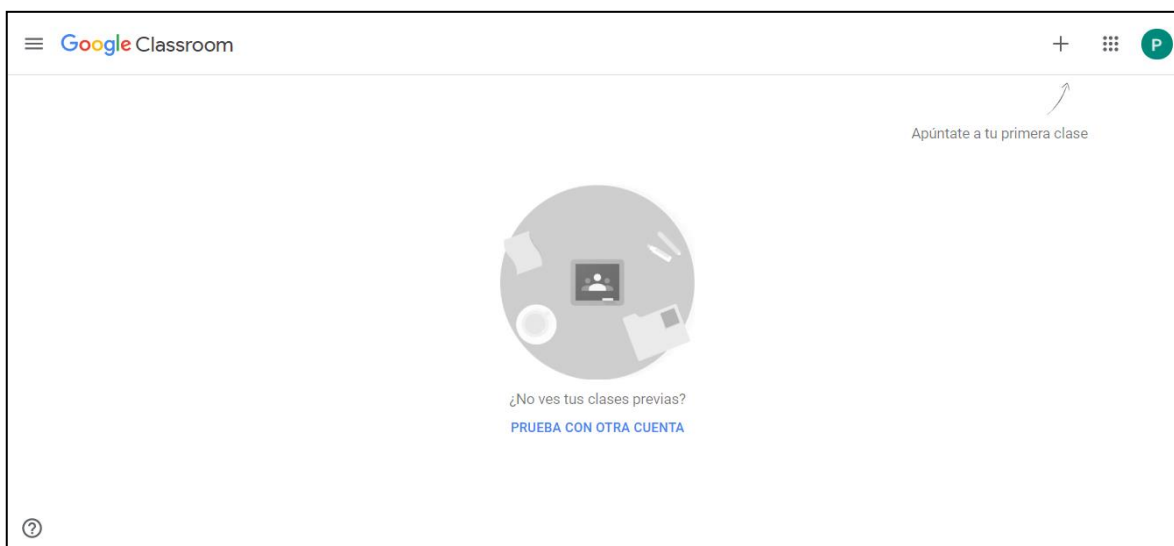 Google Classroom
P
Apúntate a tu primera clase
¿No ves tus clases previas?
PRUEBA CON OTRA CUENTA